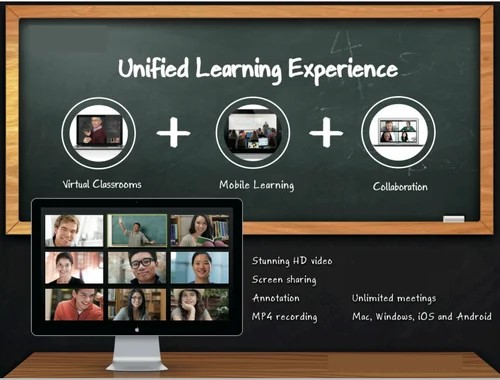 Unified Learning Experience
Virtual Classrooms
Mobile Learning
Collaboration
Stunning HD video
Screen sharing
Annotation
MP4 recording
Unlimited meetings
Mac, Windows, iOS and Android